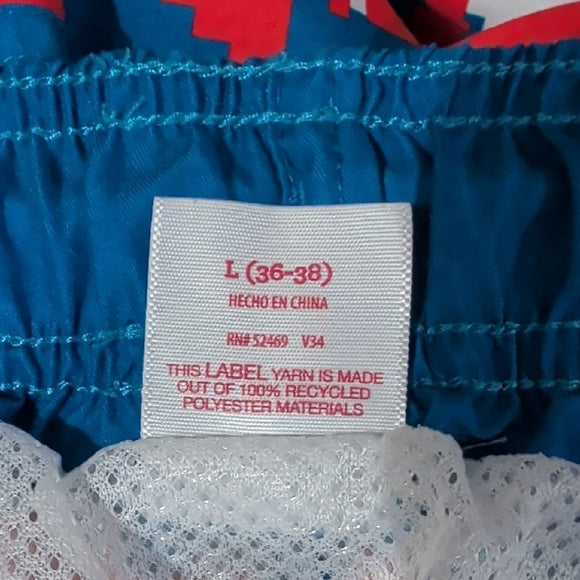 L (36-38)
HECHO EN CHINA
RN# 52469 V34
THIS LABEL YARN IS MADE
OUT OF 100% RECYCLED
POLYESTER MATERIALS